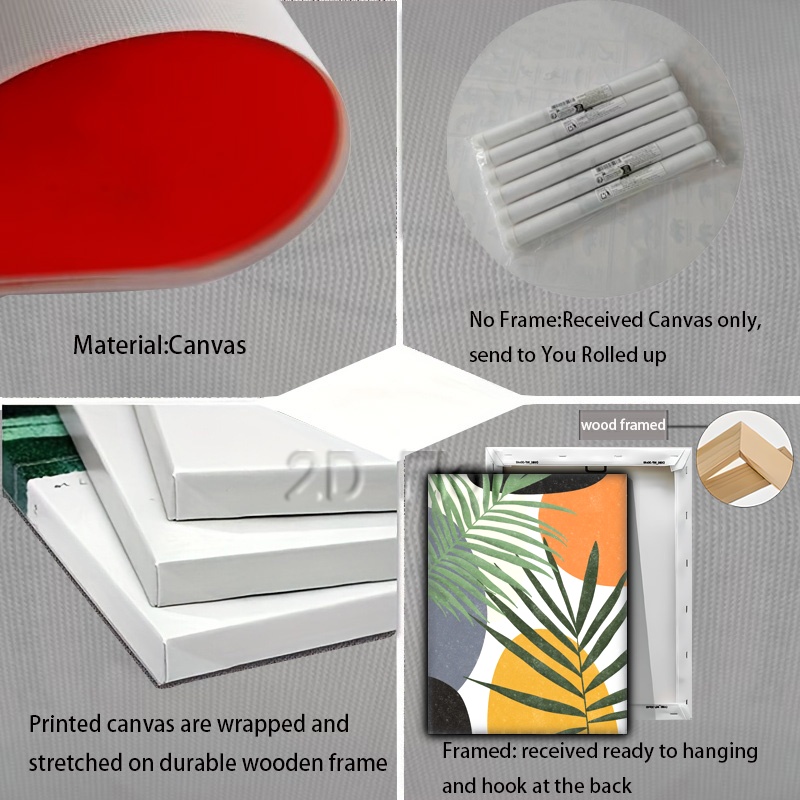 Material:Canvas
No Frame:Received Canvas only,
send to You Rolled up
wood framed
2D
Printed canvas are wrapped and
stretched on durable wooden frame
Framed: received ready to hanging
and hook at the back